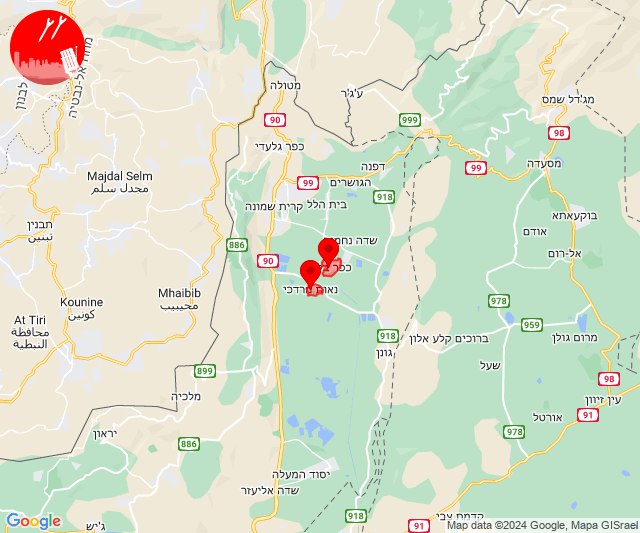 מחוז אל-נבטיה
לבנון
מטולה
ע'ג'ר
מג'דל שמס
90
999
98
כפר גלעדי
מסעדה
דפנה
99
Majdal Selm
مجدل سلم
99
הגושרים
918
קרית שמונה
בית הלל
בוקעאתא
תבנין
تبنين
אודם
886
שדה נחמיה
אל-רום
90
כפר
נאות מרדכי
Mhaibib
محيبيب
Kounine
كونين
978
At Tiri
محافظة
النبطية
959
918
ברוכים קלע אלון
מרום גולן
גונן
899
שעל
98
מלכיה
עין זיוון
אורטל
91
יראון
886
978
יסוד המעלה
שדה אליעזר
קדמת צבי
918
91
ג'יש
Google
Map data ©2024 Google, Mapa GISrael